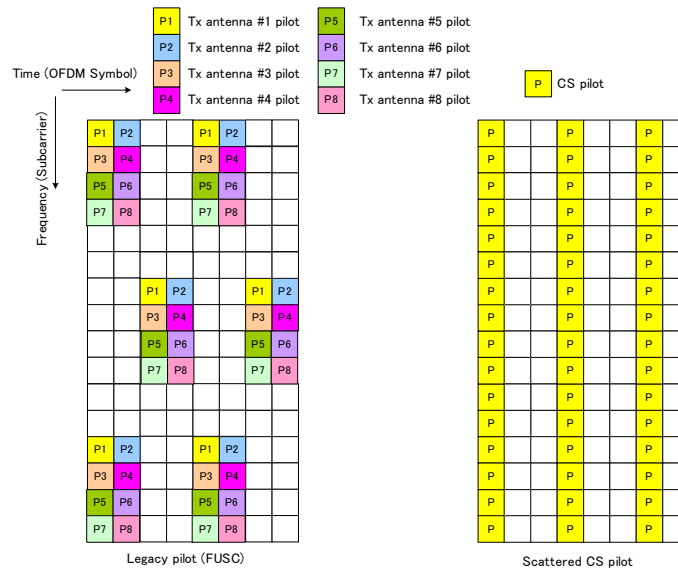 P1 Tx antenna #1 pilot P5 Tx antenna #5 pilot
P2 Tx antenna #2 pilot P6 Tx antenna #6 pilot
P3 Tx antenna #3 pilot P7 Tx antenna #7 pilot
P4 Tx antenna #4 pilot P8 Tx antenna #8 pilot
P CS pilot
Time (OFDM Symbol)
Frequency (Subcarrier)
P1 P2 P1 P2 P P P
P3 P4 P3 P4 P P P
P5 P6 P5 P6 P P P
P7 P8 P7 P8 P P P
P P P
P P P
P1 P2 P1 P2 P P P
P3 P4 P3 P4 P P P
P5 P6 P5 P6 P P P
P7 P8 P7 P8 P P P
P P P
P P P
P1 P2 P1 P2 P P P
P3 P4 P3 P4 P P P
P5 P6 P5 P6 P P P
P7 P8 P7 P8 P P P
Legacy pilot (FUSC)
Scattered CS pilot